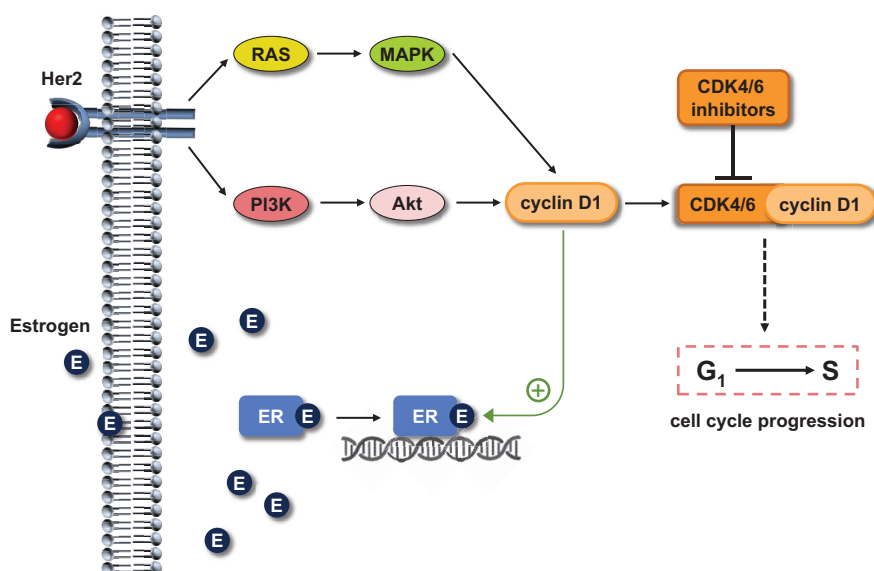 Her2
RAS
MAPK
CDK4/6
inhibitors
PI3K
Akt
cyclin D1
CDK4/6
cyclin D1
Estrogen
E
E
E
E
ER
E
ER
E
+
G1
S
cell cycle progression
E
E
E